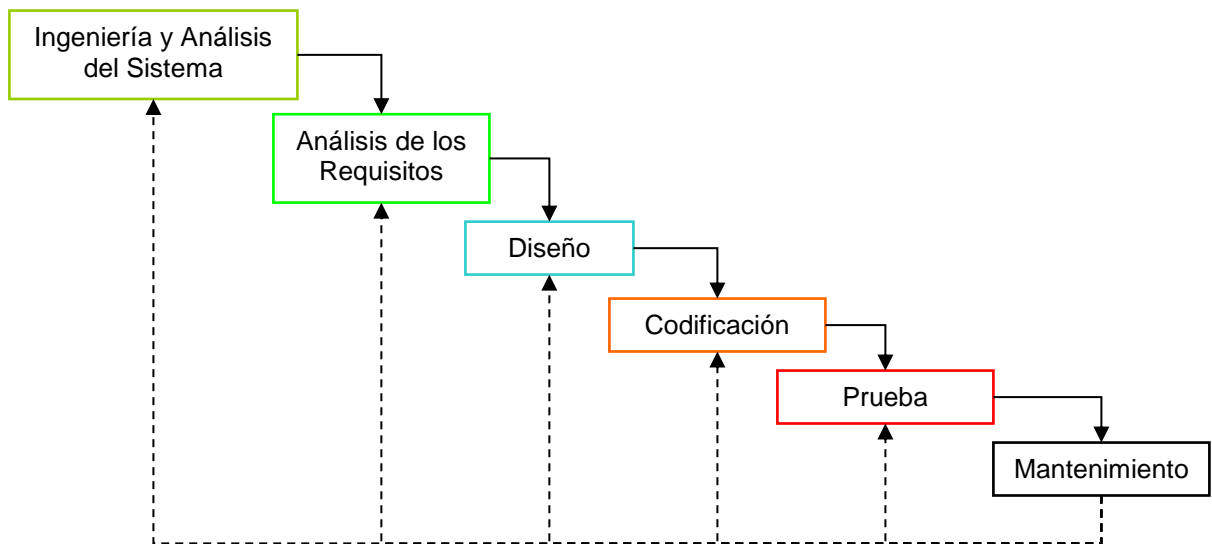 Ingeniería y Análisis
del Sistema
Análisis de los
Requisitos
Diseño
Codificación
Prueba
Mantenimiento